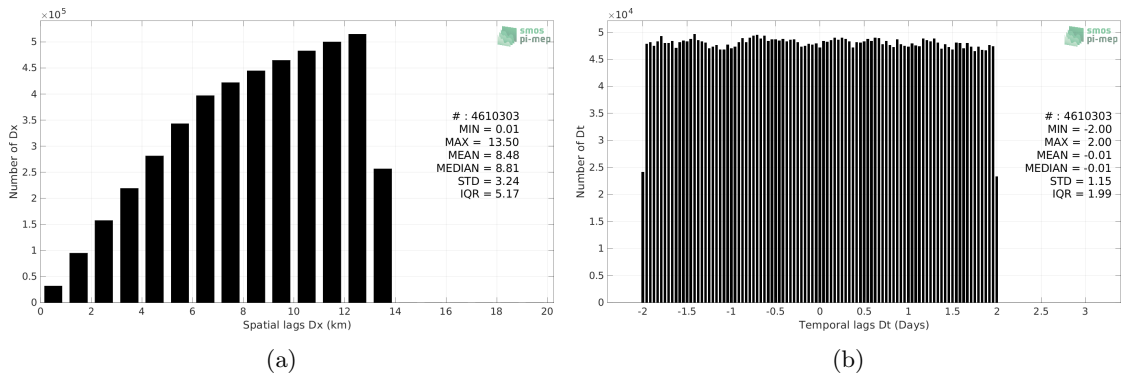 ×10⁵
5
4.5
4
3.5
3
2.5
2
1.5
1
0.5
0
Number of Dx
0 2 4 6 8 10 12 14 16 18 20
Spatial lags Dx (km)
smos
pi-mep
# : 4610303
MIN = 0.01
MAX = 13.50
MEAN = 8.48
MEDIAN = 8.81
STD = 3.24
IQR = 5.17
(a)
×10⁴
5
4.5
4
3.5
3
2.5
2
1.5
1
0.5
0
Number of Dt
-2 -1.5 -1 -0.5 0 0.5 1 1.5 2 2.5 3
Temporal lags Dt (Days)
smos
pi-mep
# : 4610303
MIN = -2.00
MAX = 2.00
MEAN = -0.01
MEDIAN = -0.01
STD = 1.15
IQR = 1.99
(b)